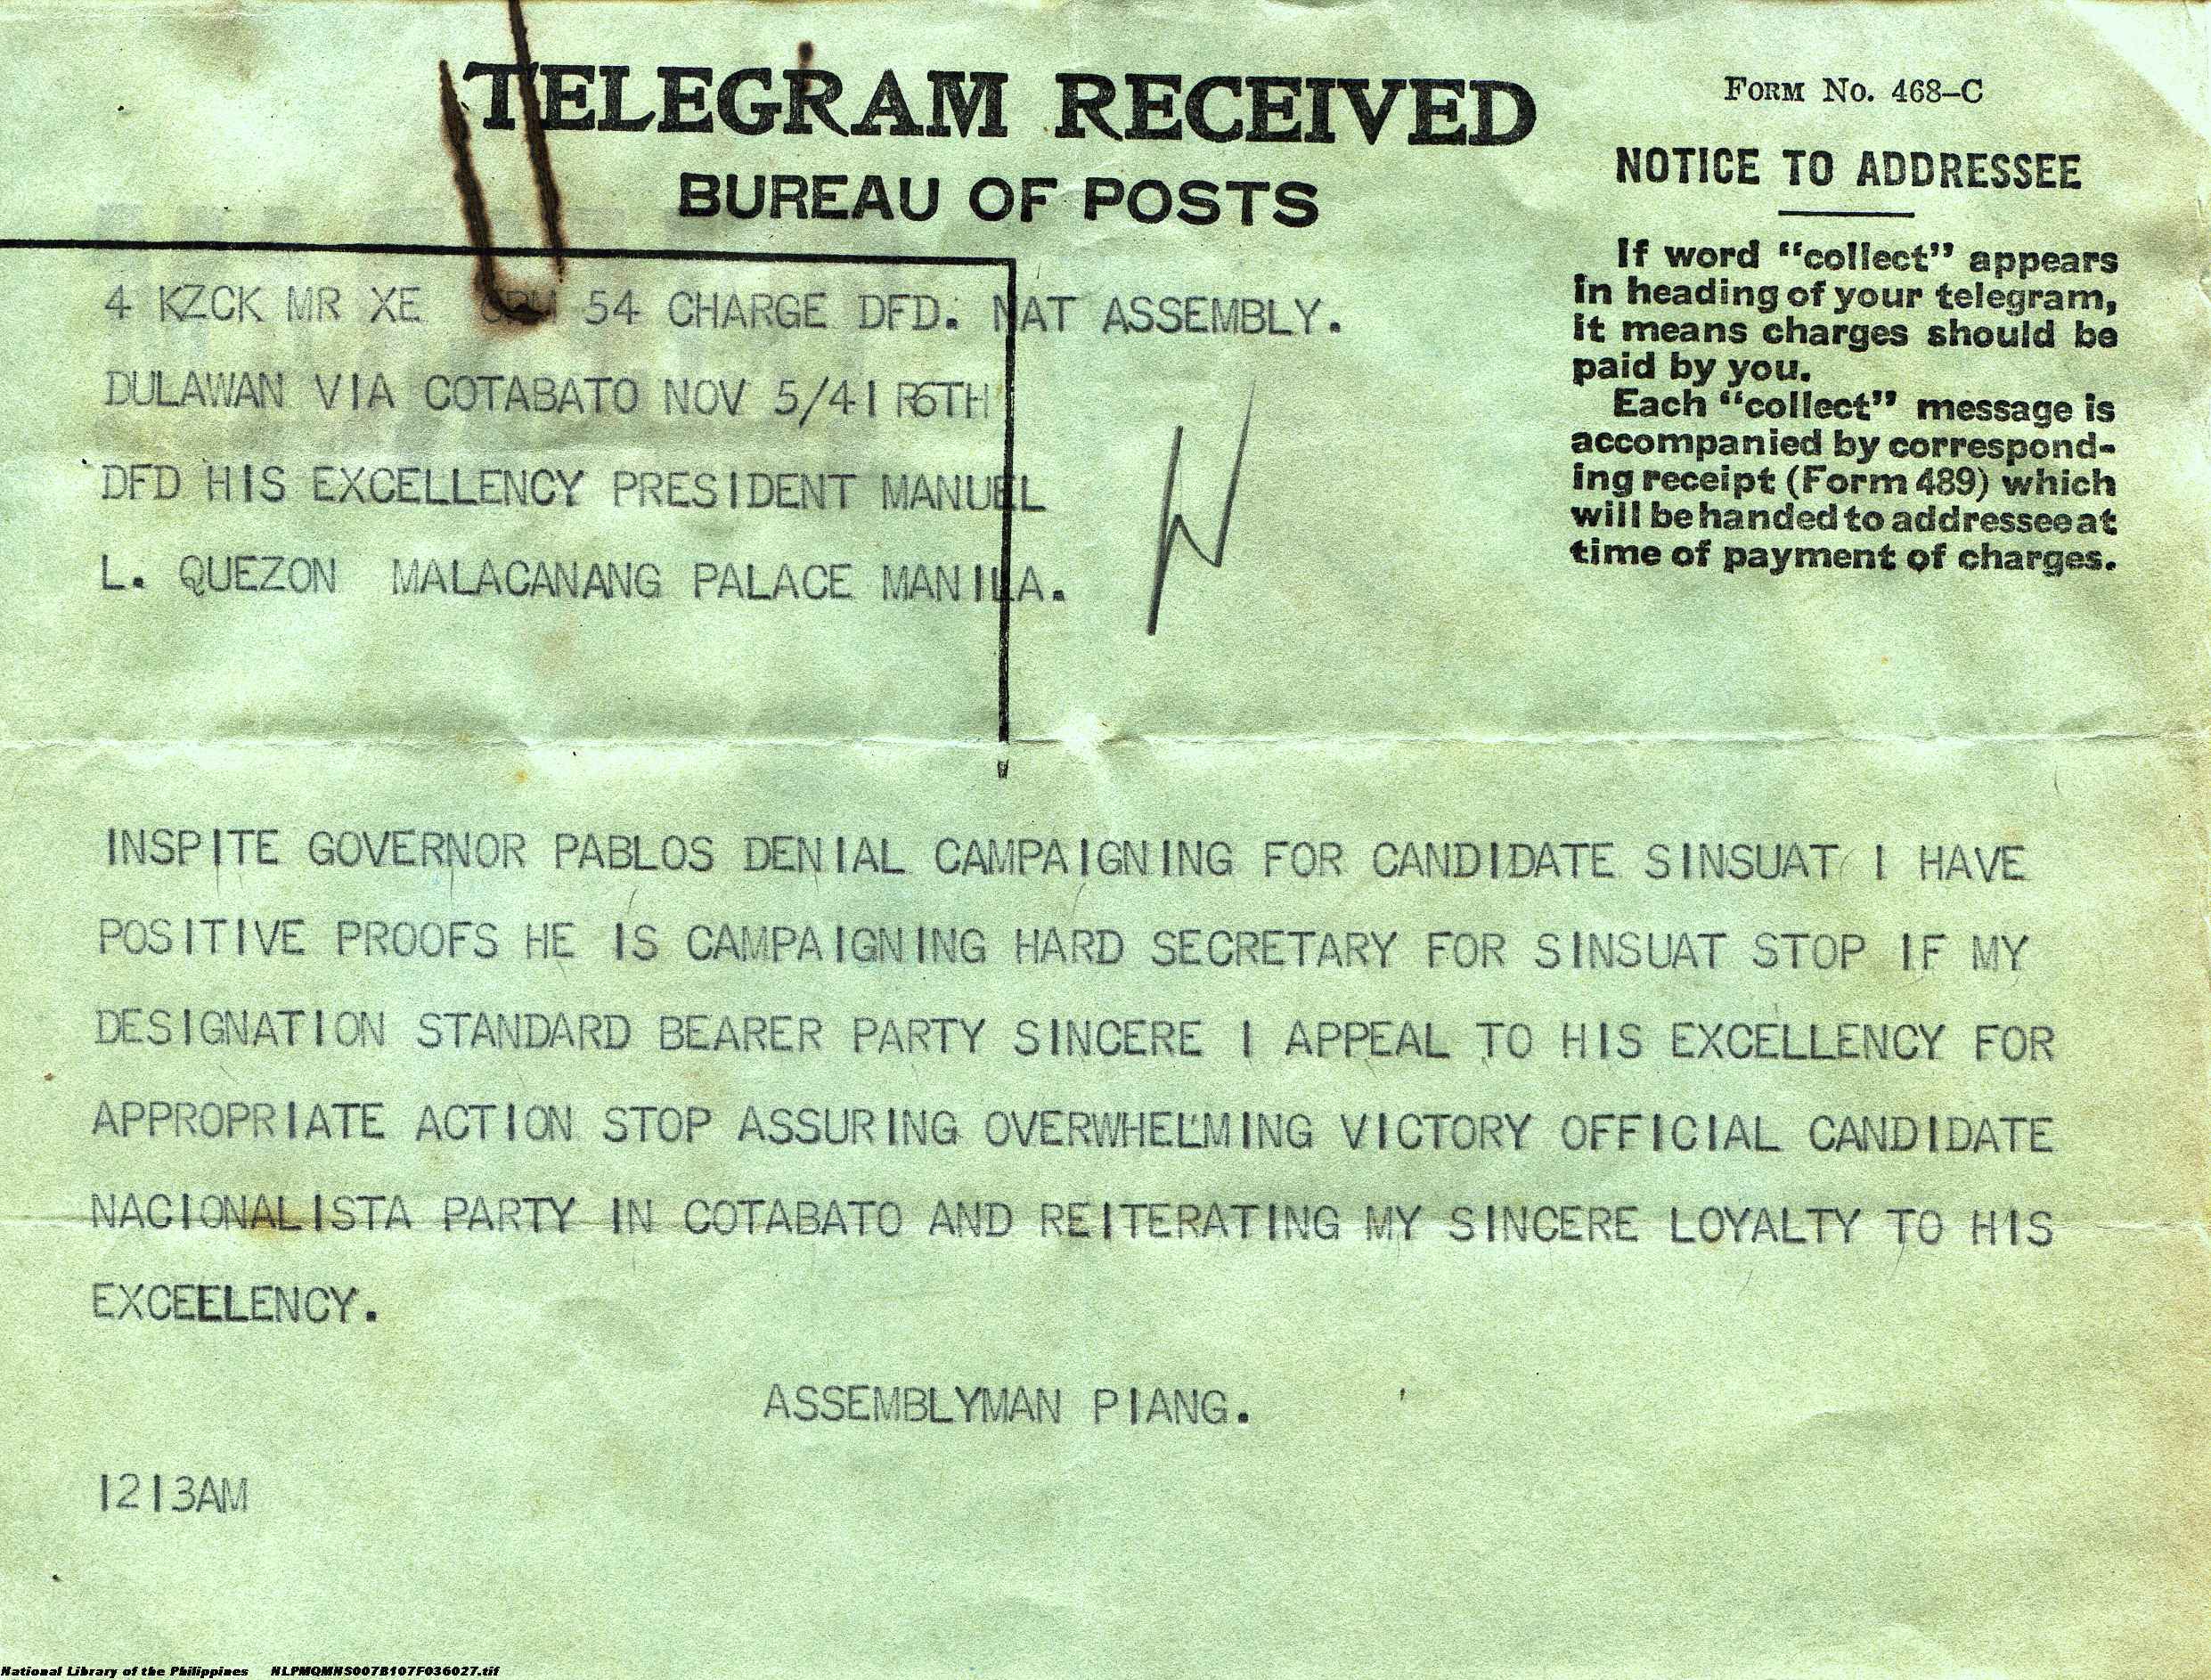 TELEGRAM RECEIVED
BUREAU OF POSTS
FORM NO. 468-C
NOTICE TO ADDRESSEE
If word “collect” appears
in heading of your telegram,
it means charges should be
paid by you.
Each “collect” message is
accompanied by correspond-
ing receipt (Form 489) which
will be handed to addressee at
time of payment of charges.
4 KZCK MR XE 54 CHARGE DFD. NAT ASSEMBLY.
DULAWAN VIA COTABATO NOV 5/41 R6TH
DFD HIS EXCELLENCY PRESIDENT MANUEL
L. QUEZON MALACANANG PALACE MANILA.
INSPITE GOVERNOR PABLOS DENIAL CAMPAIGNING FOR CANDIDATE SINSUAT I HAVE
POSITIVE PROOFS HE IS CAMPAIGNING HARD SECRETARY FOR SINSUAT STOP IF MY
DESIGNATION STANDARD BEARER PARTY SINCERE I APPEAL TO HIS EXCELLENCY FOR
APPROPRIATE ACTION STOP ASSURING OVERWHELMING VICTORY OFFICIAL CANDIDATE
NACIONALISTA PARTY IN COTABATO AND REITERATING MY SINCERE LOYALTY TO HIS
EXCEELENCY.
ASSEMBLYMAN PIANG.
1213AM
National Library of the Philippines NLPMQMNS007B107F036027.tif